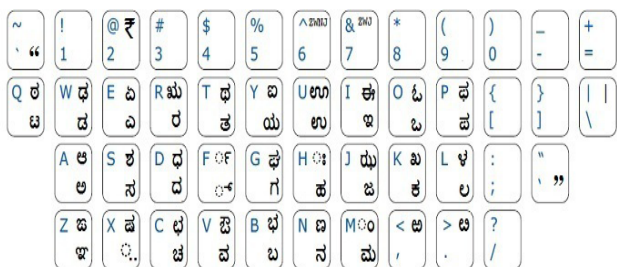 ~ ! @ ₹ # $ % ^ ZWNJ & ZWJ * ( ) _ +
` “ 1 2 3 4 5 6 7 8 9 0 - =
Q ಠ W ಢ E ಏ R ಋ T ಥ Y ಐ U ಊ I ಈ O ಓ P ಫ { } | |
ಟ ಡ ಎ ರ ತ ಯ ಉ ಇ ಒ ಪ [ ] \
A ಆ S ಶ D ಧ F ರ್ G ಘ H ಃ J ಝ K ಖ L ಳ : "
ಅ ಸ ದ ್ ಗ ಹ ಜ ಕ ಲ ; ' ”
Z ಙ X ಷ C ಛ V ಔ B ಭ N ಣ M ಂ < ಱ > ೞ ?
ಞ ಼ ಚ ವ ಬ ನ ಮ , . /